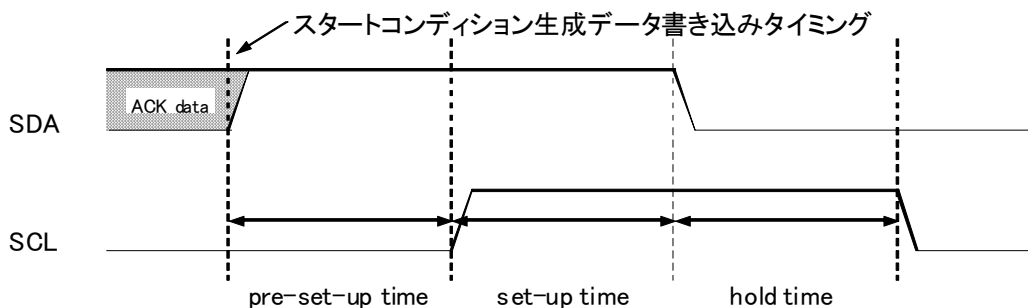 スタートコンディション生成データ書き込みタイミング
ACK data
SDA
SCL
pre-set-up time set-up time hold time